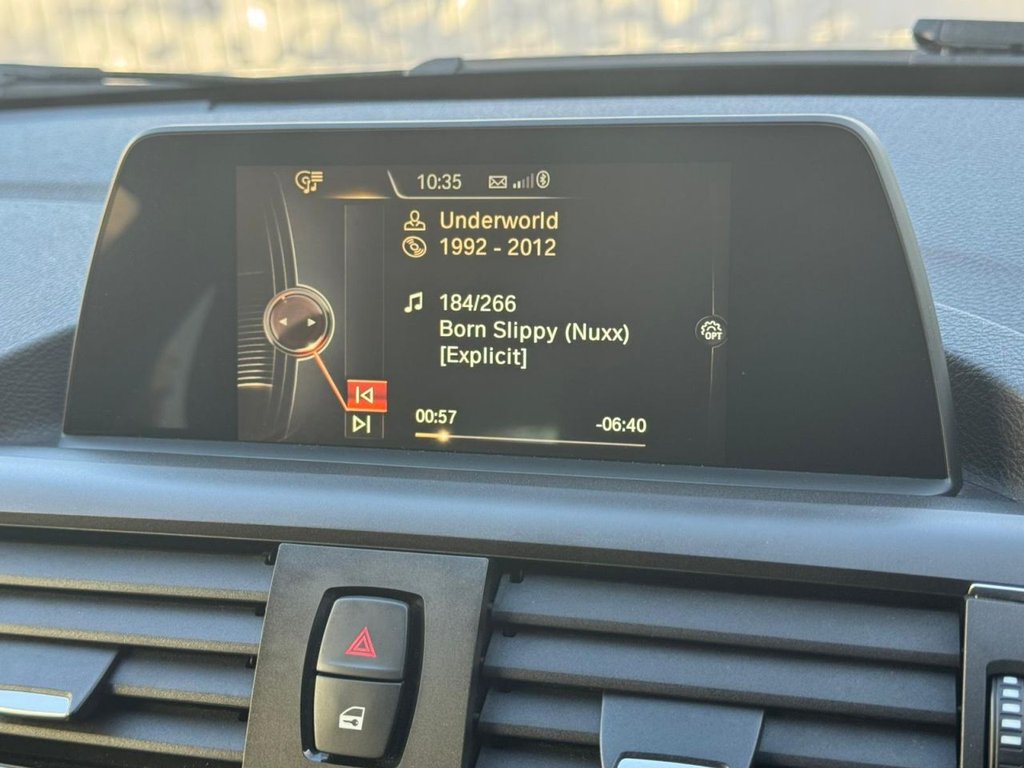 10:35
Underworld
1992 - 2012
184/266
Born Slippy (Nuxx)
[Explicit]
OPT
00:57
-06:40